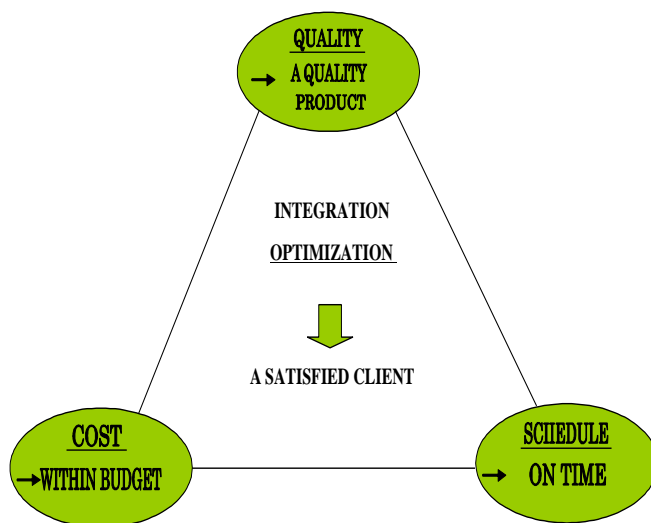 QUALITY
A QUALITY
PRODUCT
INTEGRATION
OPTIMIZATION
A SATISFIED CLIENT
COST
WITHIN BUDGET
SCHEDULE
ON TIME